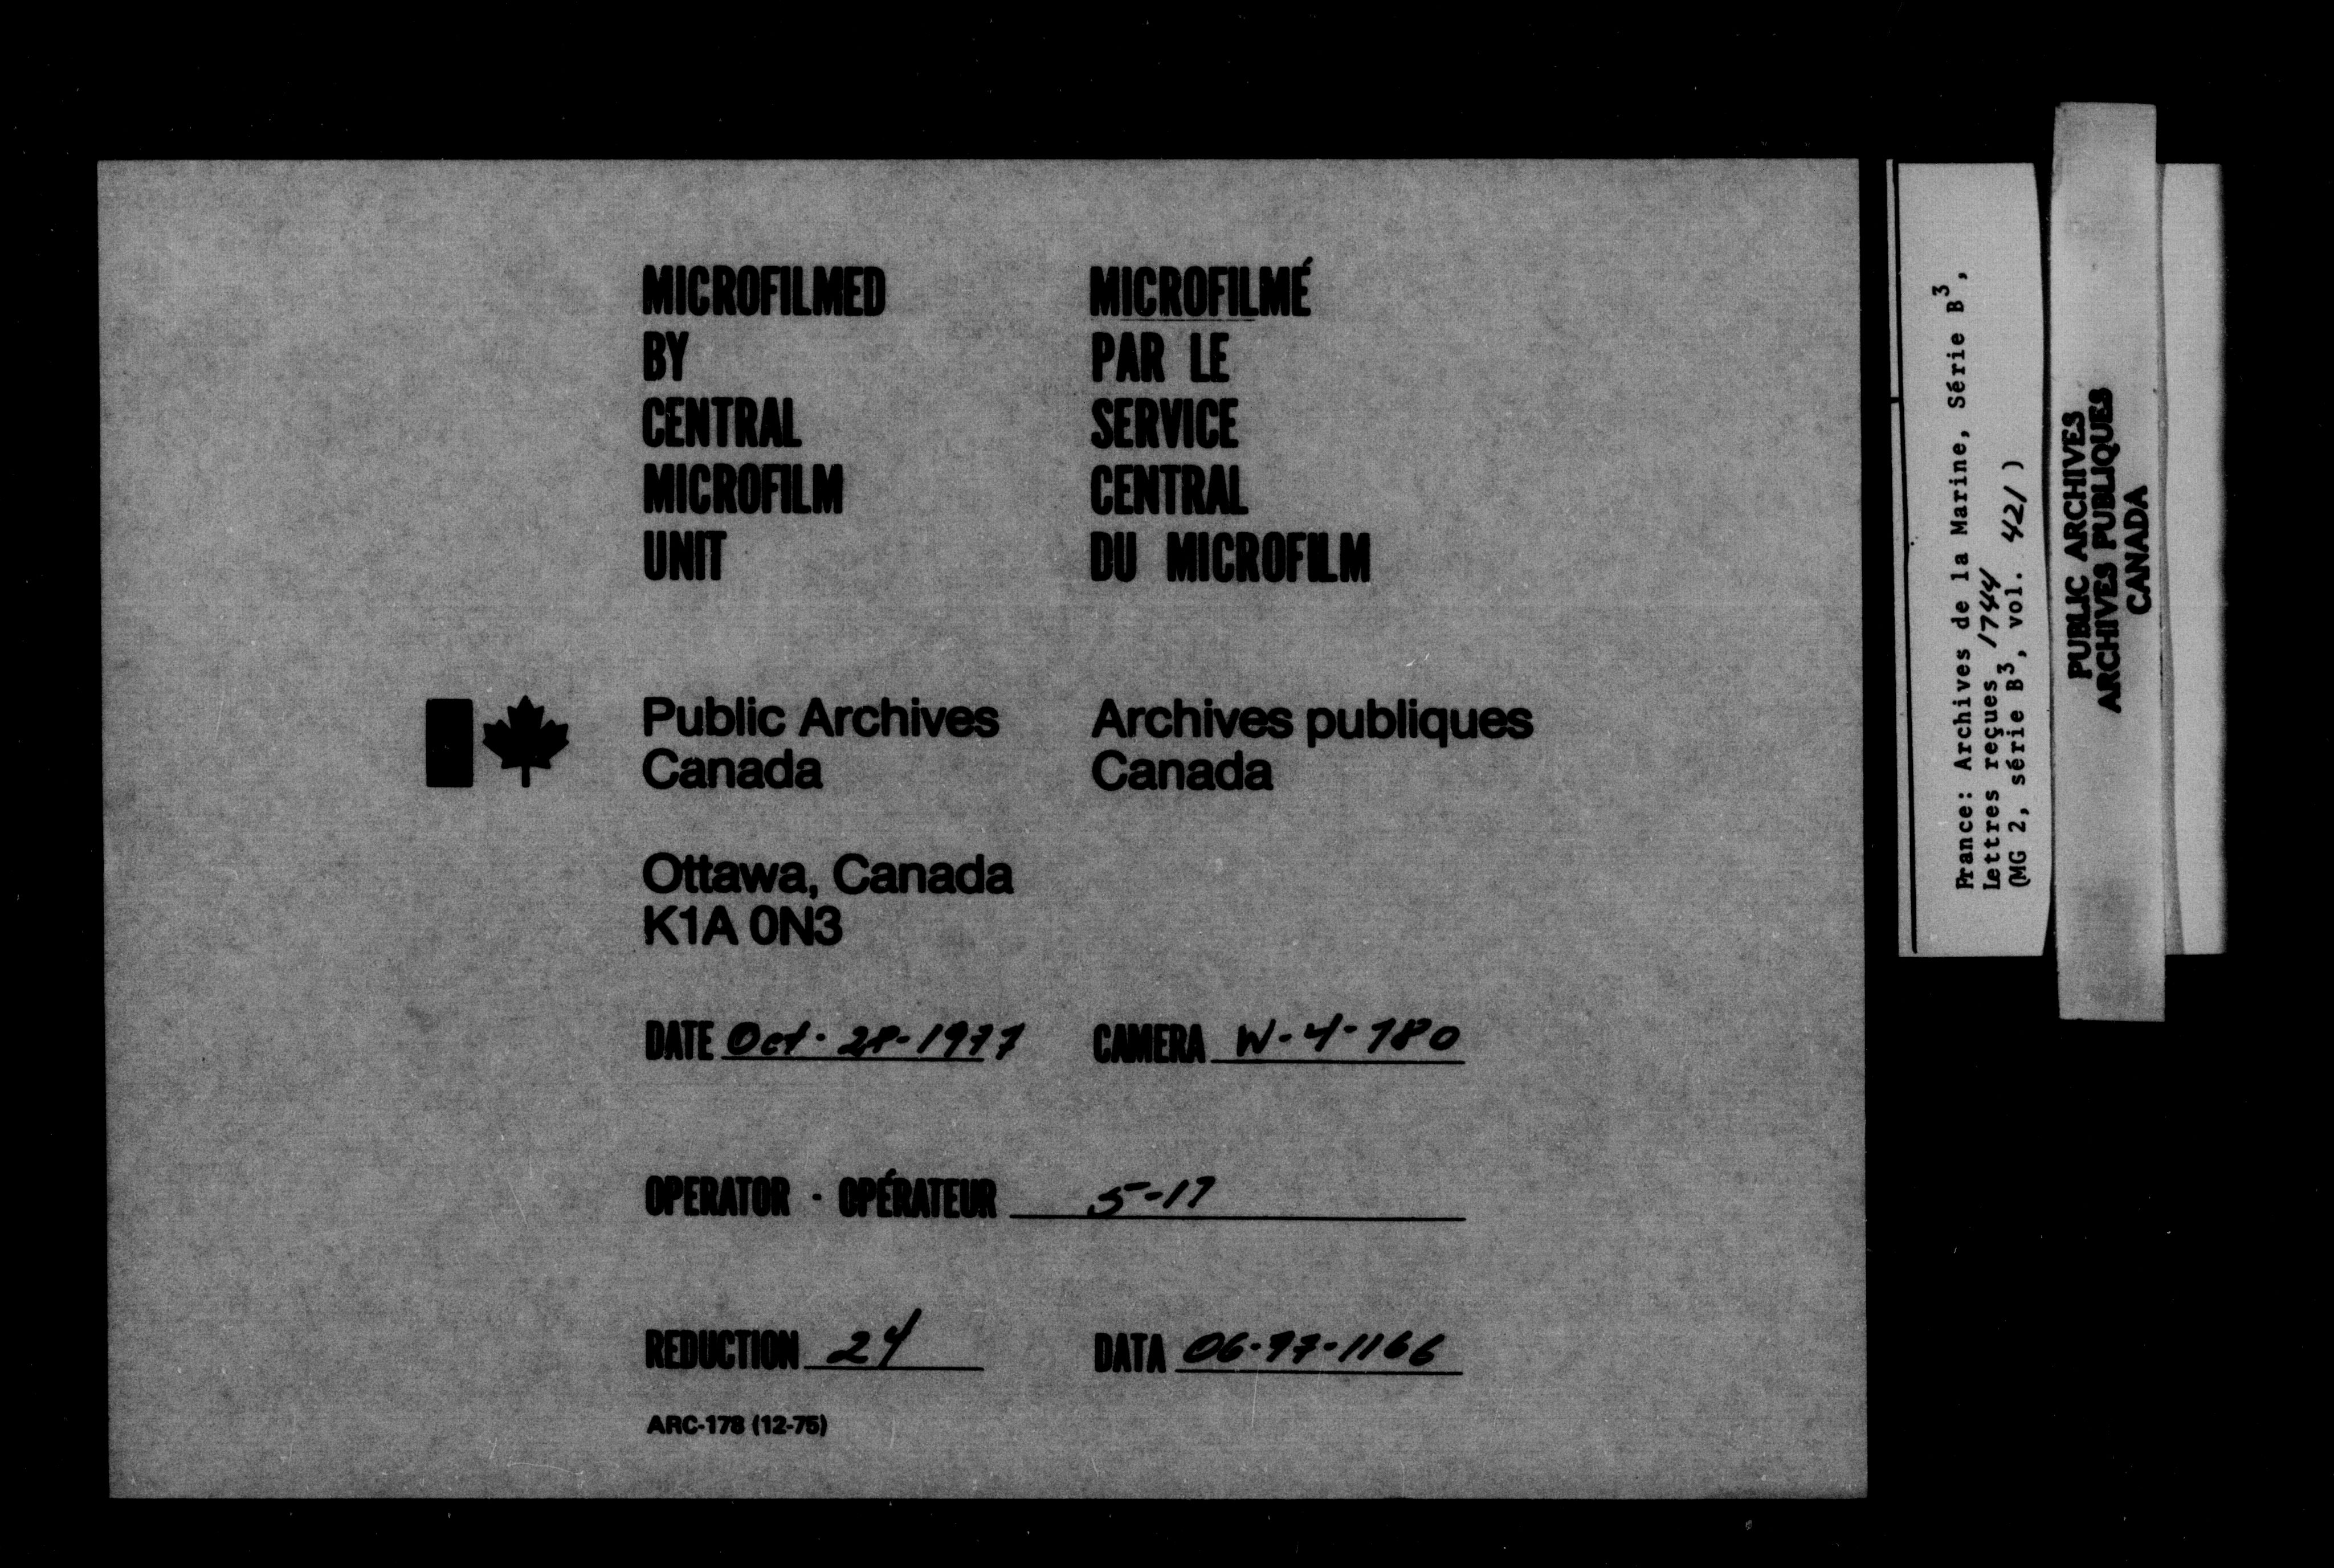 MICROFILMED
BY
CENTRAL
MICROFILM
UNIT
MICROFILMÉ
PAR LE
SERVICE
CENTRAL
DU MICROFILM
Public Archives
Canada
Archives publiques
Canada
Ottawa, Canada
K1A 0N3
DATE Oct. 28-1977
CAMERA W-4-780
OPERATOR - OPÉRATEUR 5-17
REDUCTION 24
DATA 06-77-1166
ARC-178 (12-75)
France: Archives de la Marine, Série B3,
Lettres reçues 1744
(MG 2, série B3, vol. 421)
PUBLIC ARCHIVES
ARCHIVES PUBLIQUES
CANADA